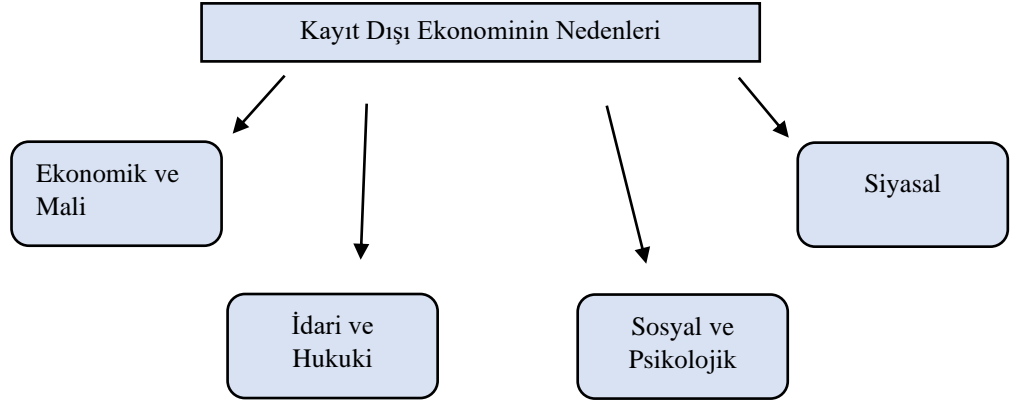 Kayıt Dışı Ekonominin Nedenleri
Ekonomik ve
Mali
Siyasal
İdari ve
Hukuki
Sosyal ve
Psikolojik